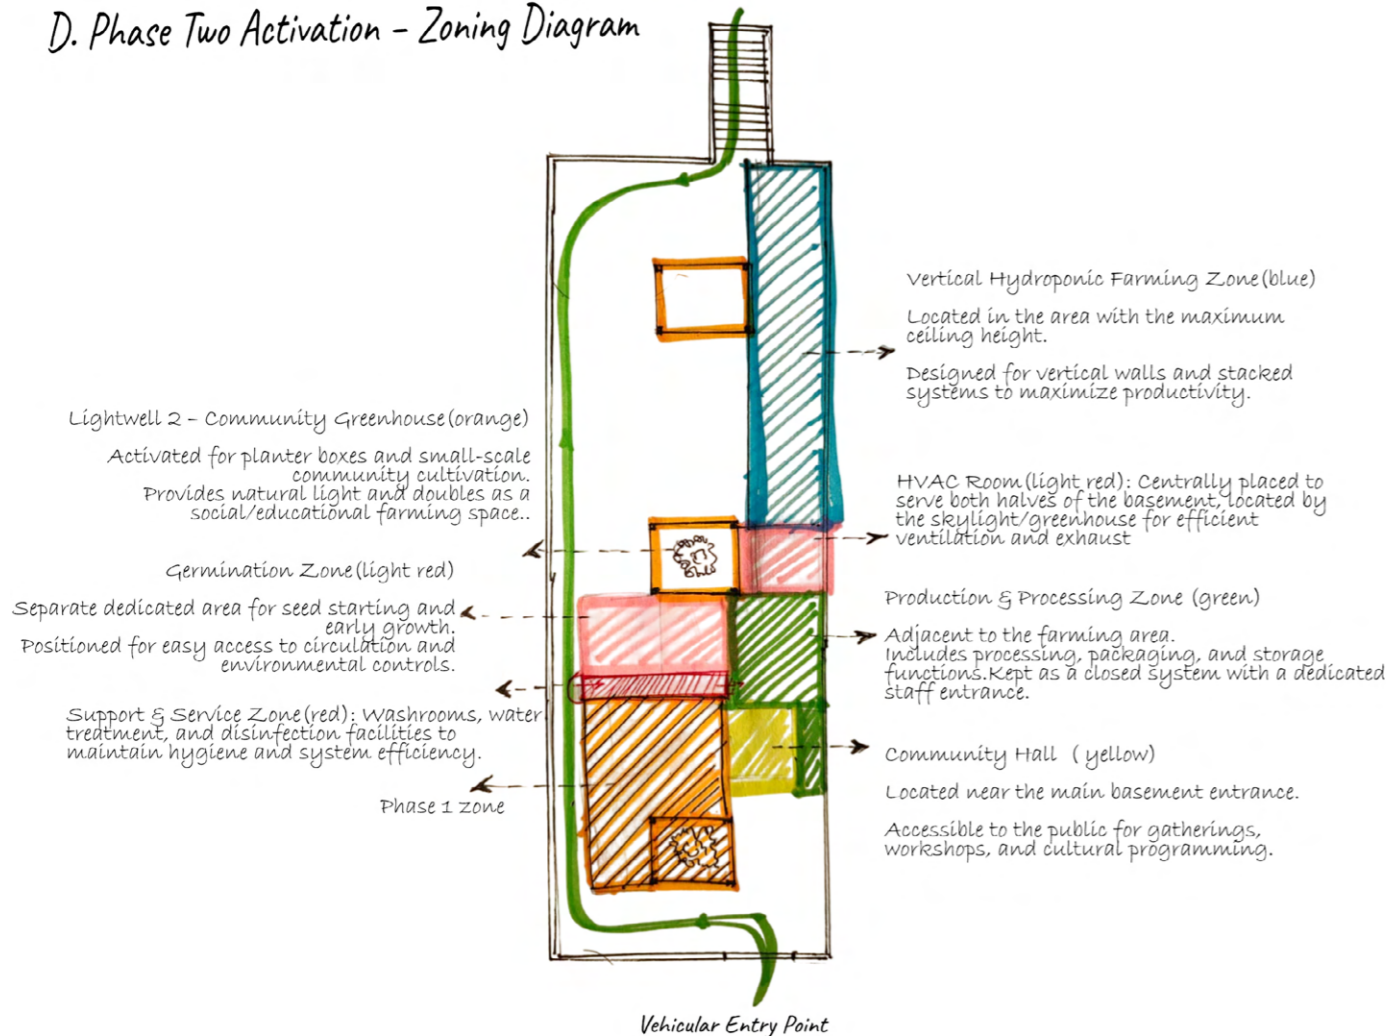 D. Phase Two Activation – Zoning Diagram
Vertical Hydroponic Farming Zone(blue)
Located in the area with the maximum
ceiling height.
Designed for vertical walls and stacked
systems to maximize productivity.
Lightwell 2 – Community Greenhouse(orange)
Activated for planter boxes and small-scale
community cultivation.
Provides natural light and doubles as a
social/educational farming space..
HVAC Room(light red): Centrally placed to
serve both halves of the basement, located by
the skylight/greenhouse for efficient
ventilation and exhaust
Germination Zone(light red)
Separate dedicated area for seed starting and
early growth.
Positioned for easy access to circulation and
environmental controls.
Production & Processing Zone (green)
Adjacent to the farming area.
Includes processing, packaging, and storage
functions.Kept as a closed system with a dedicated
staff entrance.
Support & Service Zone(red): Washrooms, water
treatment, and disinfection facilities to
maintain hygiene and system efficiency.
Community Hall ( yellow)
Located near the main basement entrance.
Accessible to the public for gatherings,
workshops, and cultural programming.
Phase 1 zone
Vehicular Entry Point